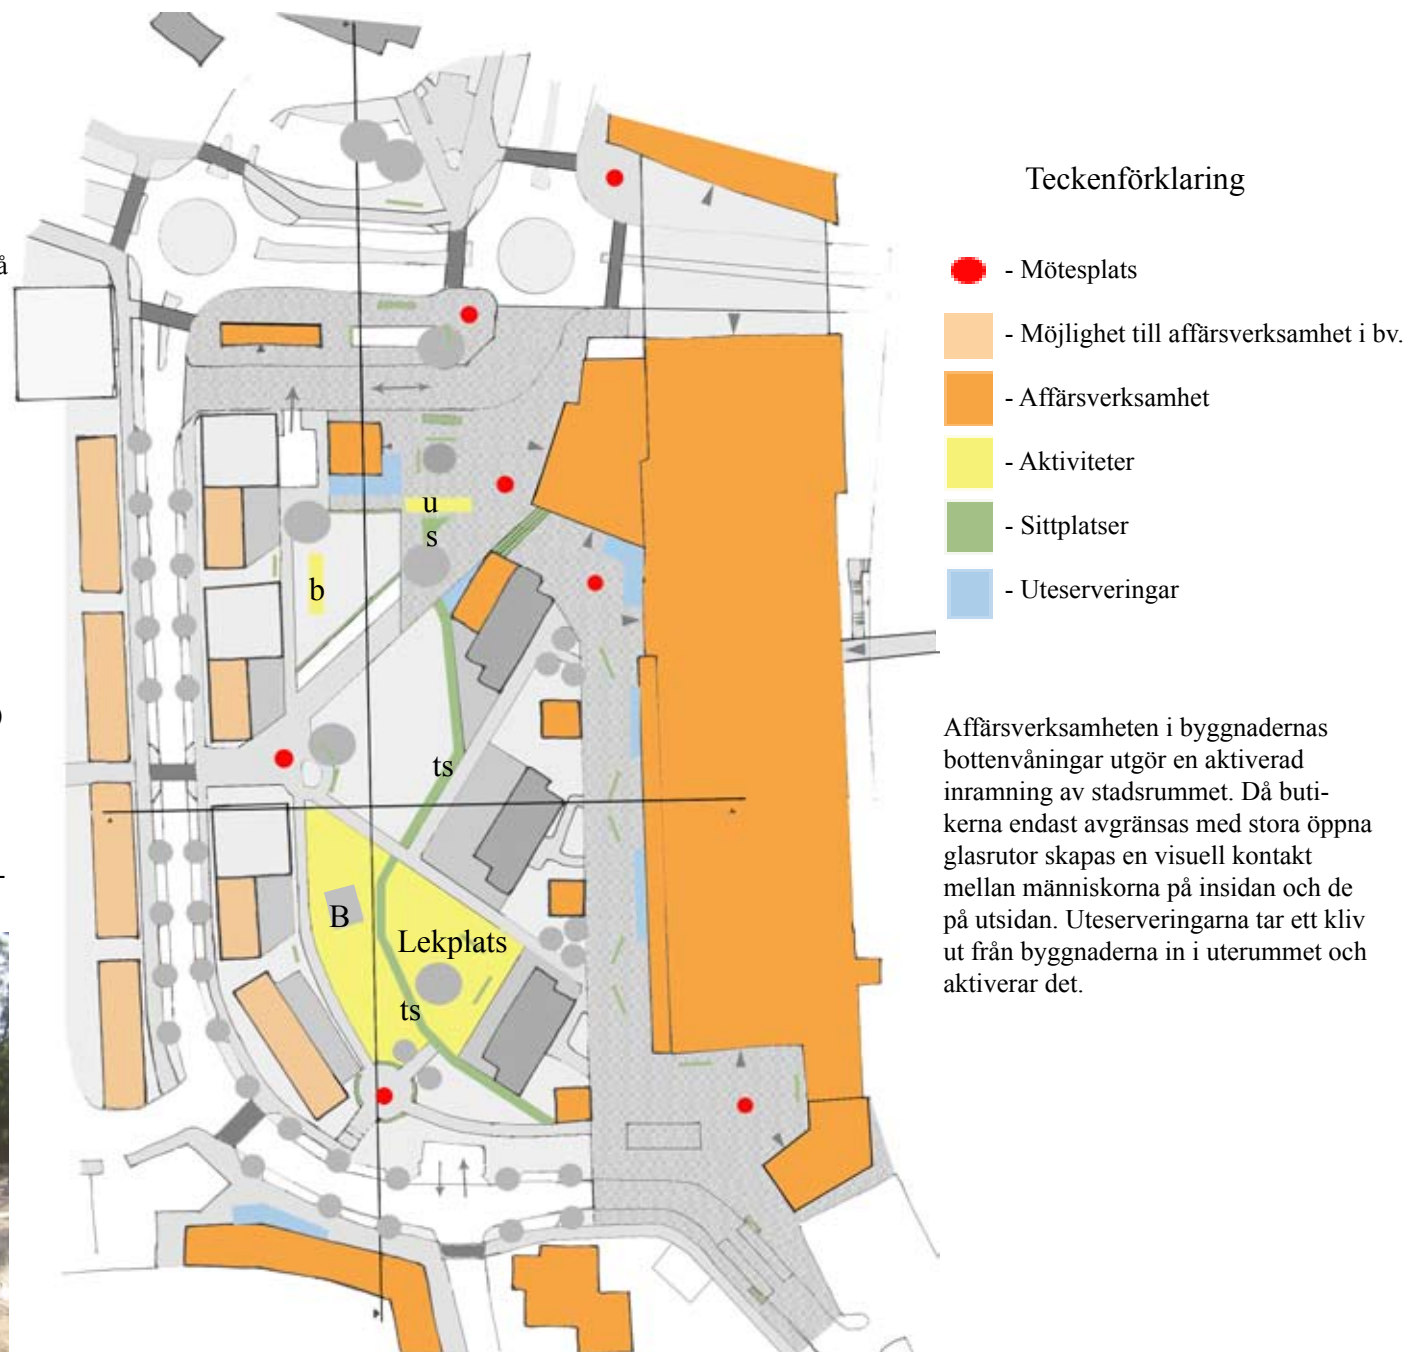 å
)
-
u
s
b
ts
B
Lekplats
ts
Teckenförklaring
- Mötesplats
- Möjlighet till affärsverksamhet i bv.
- Affärsverksamhet
- Aktiviteter
- Sittplatser
- Uteserveringar
Affärsverksamheten i byggnadernas
bottenvåningar utgör en aktiverad
inramning av stadsrummet. Då buti-
kerna endast avgränsas med stora öppna
glasrutor skapas en visuell kontakt
mellan människorna på insidan och de
på utsidan. Uteserveringarna tar ett kliv
ut från byggnaderna in i uterummet och
aktiverar det.